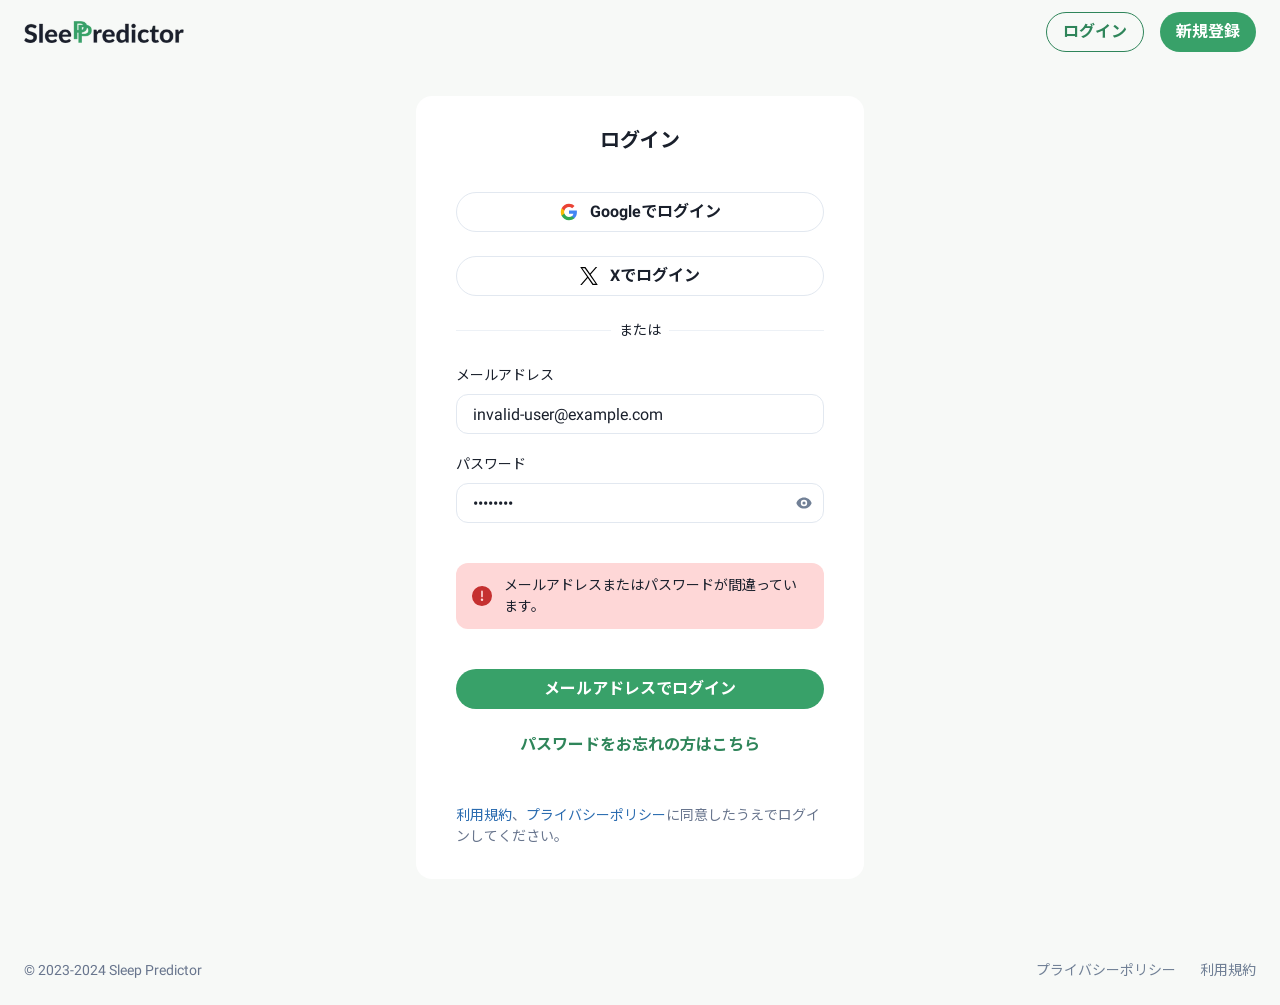 SleePredictor
ログイン
新規登録
ログイン
Googleでログイン
Xでログイン
または
メールアドレス
invalid-user@example.com
パスワード
••••••••
メールアドレスまたはパスワードが間違ってい
ます。
メールアドレスでログイン
パスワードをお忘れの方はこちら
利用規約、プライバシーポリシーに同意したうえでログイ
ンしてください。
© 2023-2024 Sleep Predictor
プライバシーポリシー
利用規約